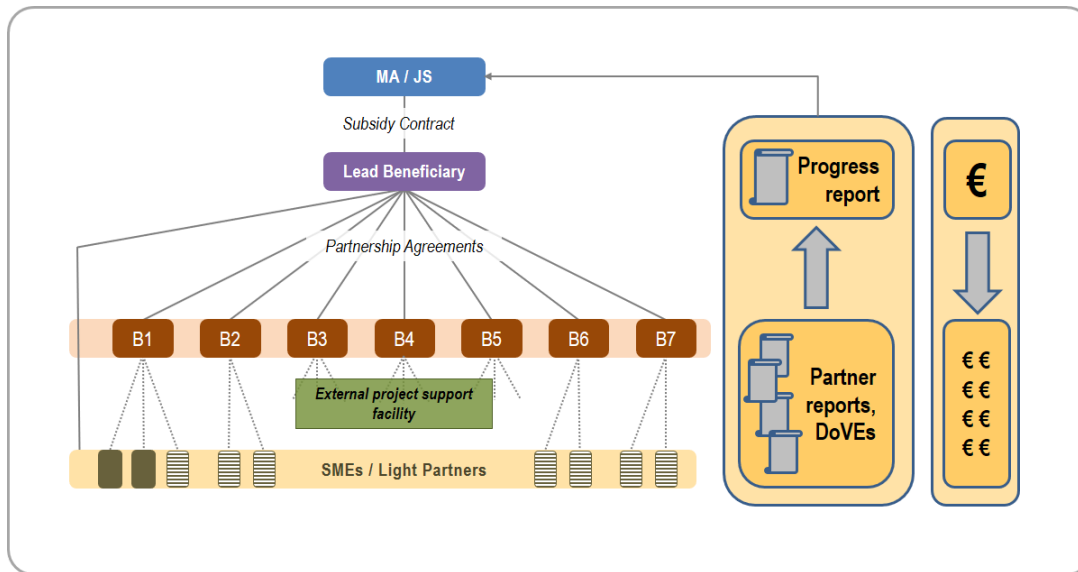 MA / JS
Subsidy Contract
Lead Beneficiary
Partnership Agreements
B1 B2 B3 B4 B5 B6 B7
External project support
facility
SMEs / Light Partners
Progress
report
Partner
reports,
DoVEs
€
€ €
€ €
€ €
€ €